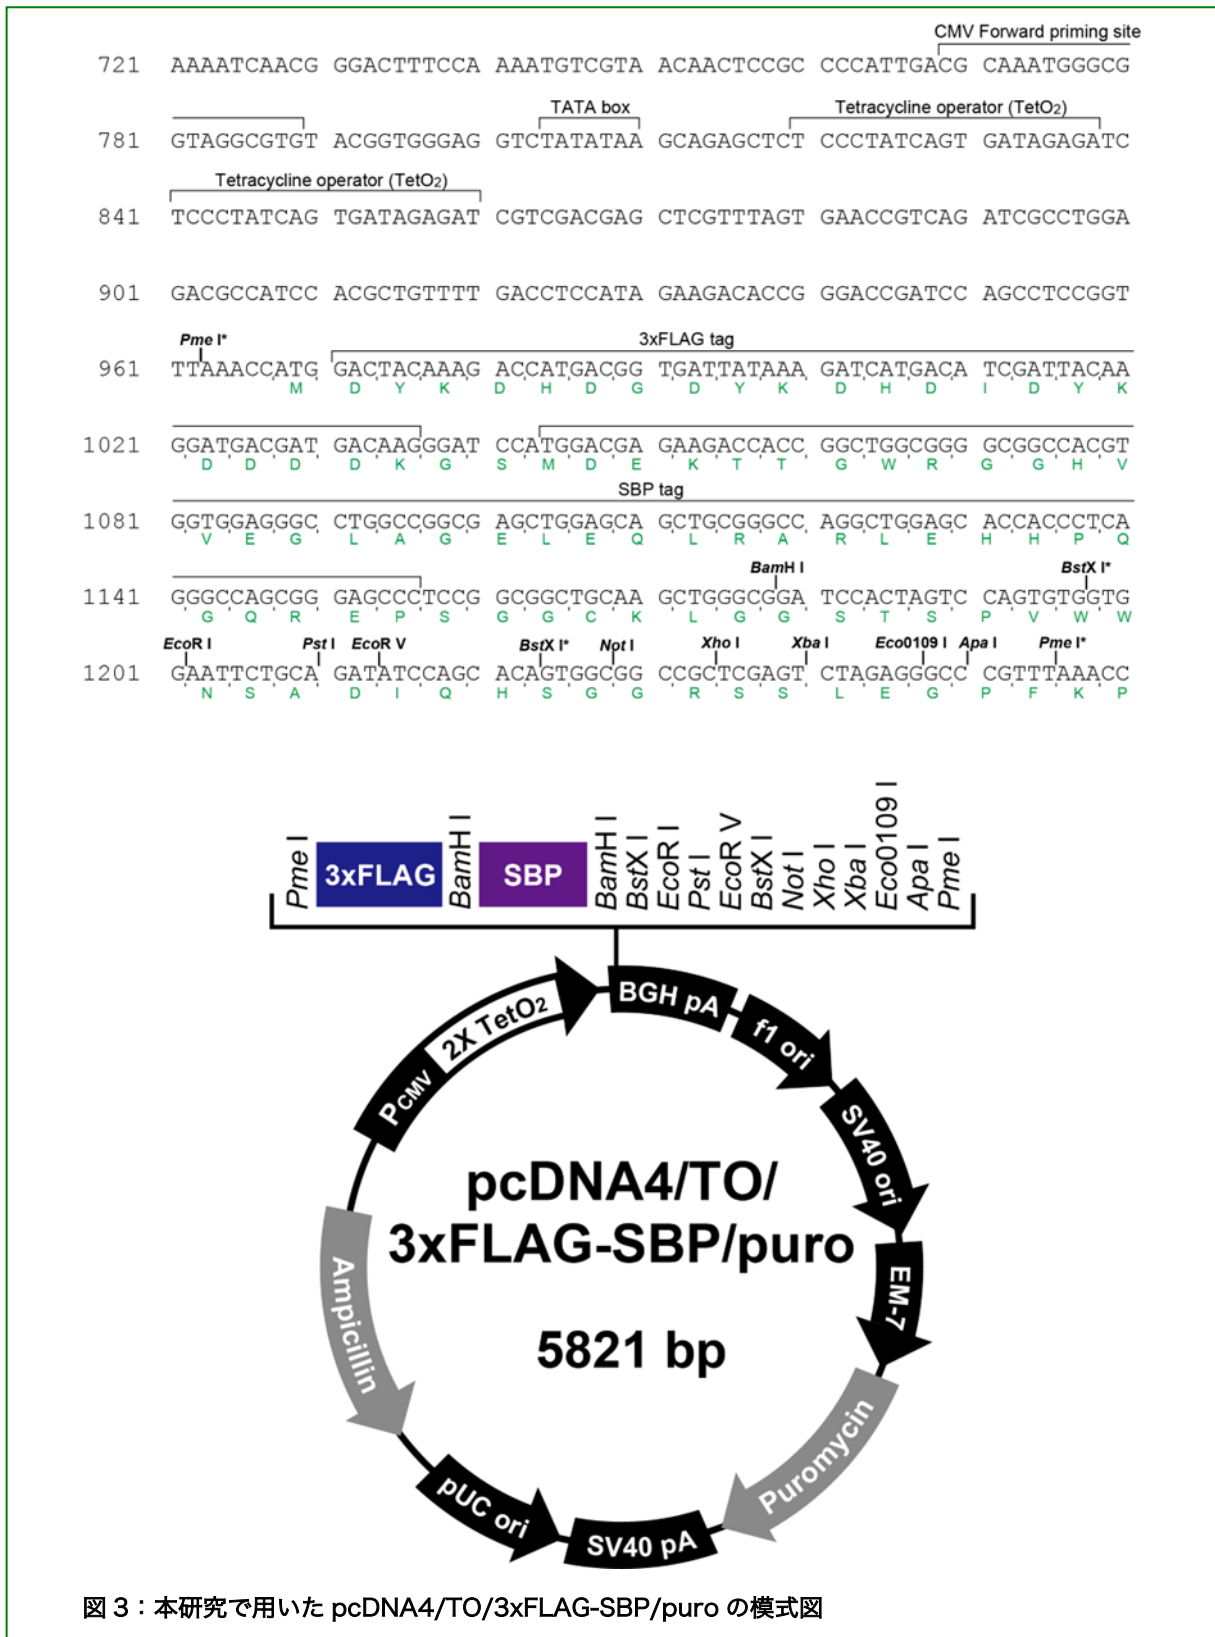 CMV Forward priming site
721 AAAATCAACG GGACTTTCCA AAATGTCGTA ACAACTCCGC CCCATTGACG CAAATGGGCG
TATA box Tetracycline operator (TetO2)
781 GTAGGCGTGT ACGGTGGGAG GTCTATATAA GCAGAGCTCT CCCTATCAGT GATAGAGATC
Tetracycline operator (TetO2)
841 TCCCTATCAG TGATAGAGAT CGTCGACGAG CTCGTTTAGT GAACCGTCAG ATCGCCTGGA
901 GACGCCATCC ACGCTGTTTT GACCTCCATA GAAGACACCG GGACCGATCC AGCCTCCGGT
Pme I* 3xFLAG tag
961 TTAAACCATG GACTACAAAG ACCATGACGG TGATTATAAA GATCATGACA TCGATTACAA
M D Y K D H D G D Y K D H D I D Y K
1021 GGATGACGAT GACAAGGGAT CCATGGACGA GAAGACCACC GGCTGGCGGG GCGGCCACGT
D D D D K G S M D E K T T G W R G G H V
SBP tag
1081 GGTGGAGGGC CTGGCCGGCG AGCTGGAGCA GCTGCGGGCC AGGCTGGAGC ACCACCCTCA
V E G L A G E L E Q L R A R L E H H P Q
BamH I BstX I*
1141 GGGCCAGCGG GAGCCCTCCG GCGGCTGCAA GCTGGGCGGA TCCACTAGTC CAGTGTGGTG
G Q R E P S G G C K L G G S T S P V W W
EcoR I Pst I EcoR V BstX I* Not I Xho I Xba I Eco0109 I Apa I Pme I*
1201 GAATTCTGCA GATATCCAGC ACAGTGGCGG CCGCTCGAGT CTAGAGGGCC CGTTTAAACC
N S A D I Q H S G G R S S L E G P F K P
Pme I 3xFLAG BamH I SBP BamH I BstX I EcoR I Pst I EcoR V BstX I Not I Xho I Xba I Eco0109 I Apa I Pme I
PCMV 2X TetO2
BGH pA
f1 ori
SV40 ori
EM-7
Puromycin
SV40 pA
pUC ori
Ampicillin
pcDNA4/TO/
3xFLAG-SBP/puro
5821 bp
図 3：本研究で用いた pcDNA4/TO/3xFLAG-SBP/puro の模式図